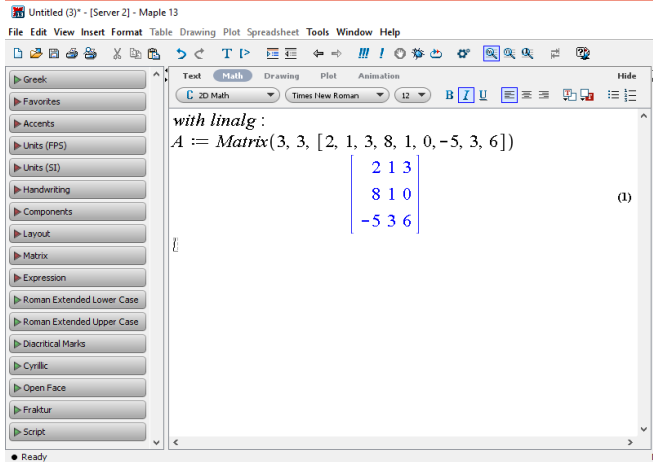 Untitled (3)* - [Server 2] - Maple 13
File Edit View Insert Format Table Drawing Plot Spreadsheet Tools Window Help
Text Math Drawing Plot Animation Hide
C 2D Math Times New Roman 12 B I U
Greek
Favorites
Accents
Units (FPS)
Units (SI)
Handwriting
Components
Layout
Matrix
Expression
Roman Extended Lower Case
Roman Extended Upper Case
Diacritical Marks
Cyrillic
Open Face
Fraktur
Script
with linalg :
A := Matrix(3, 3, [2, 1, 3, 8, 1, 0, -5, 3, 6])
2 1 3
8 1 0 (1)
-5 3 6
Ready